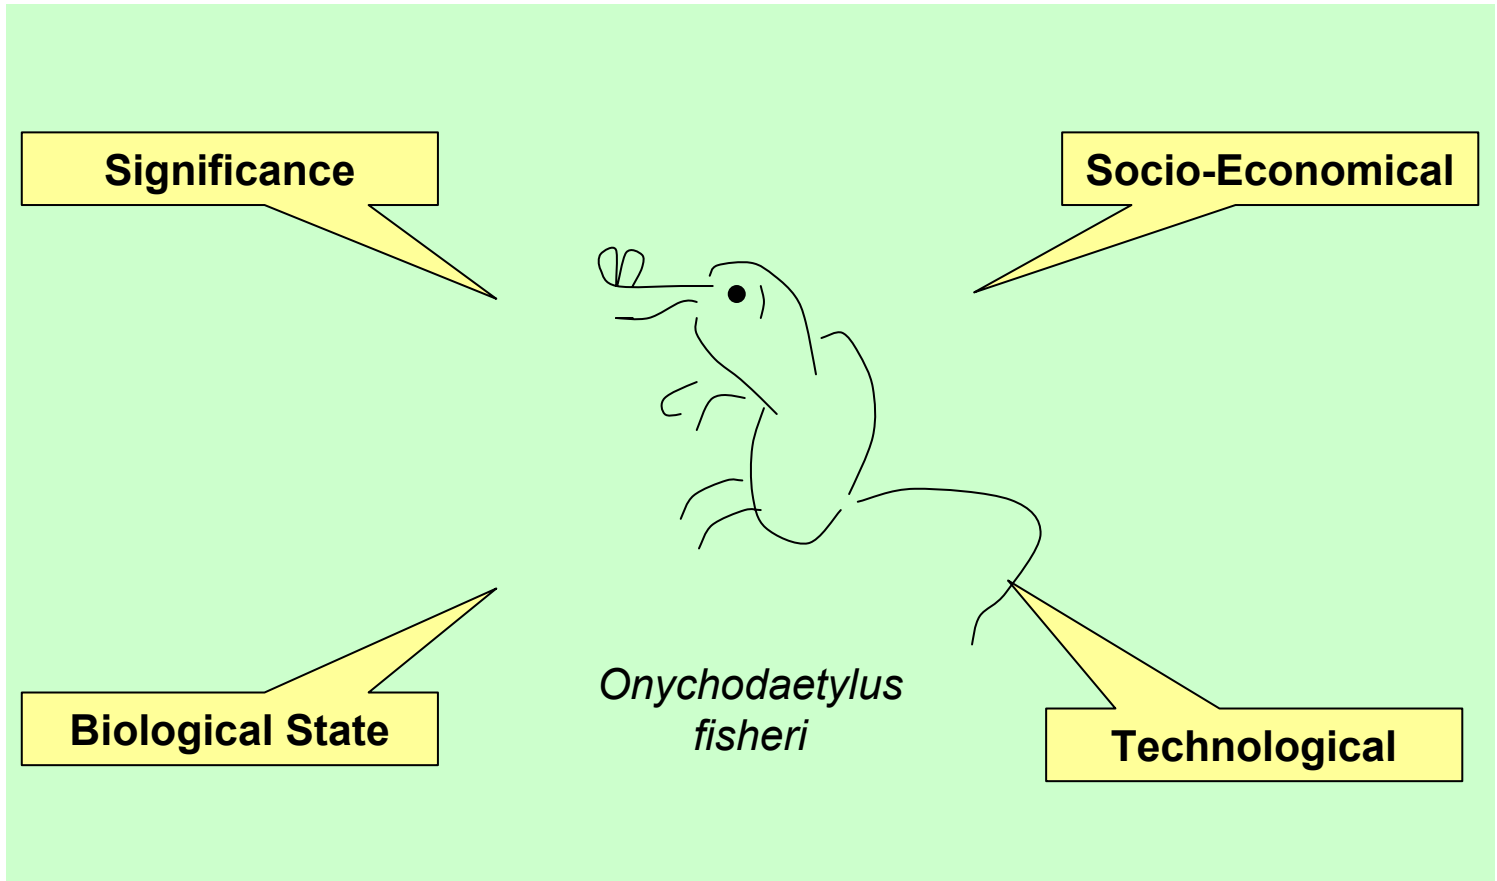 Significance
Socio-Economical
Biological State
Onychodaetylus
fisheri
Technological